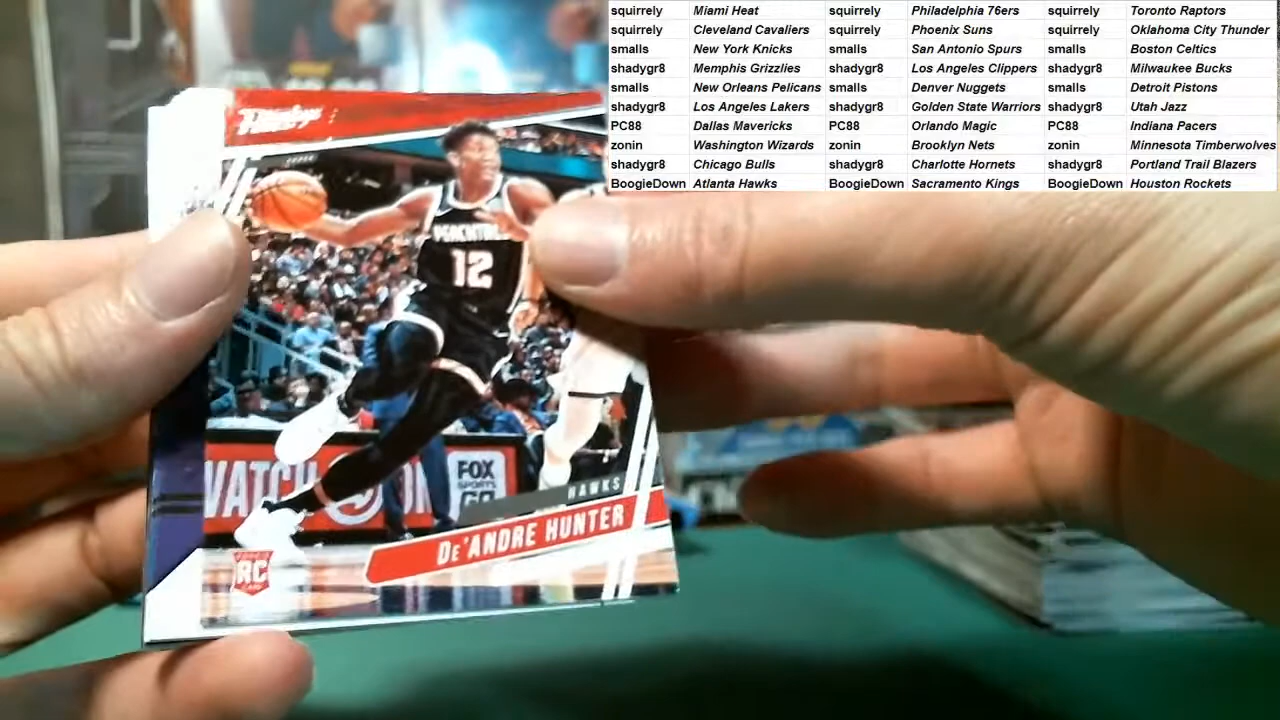 squirrely Miami Heat squirrely Philadelphia 76ers squirrely Toronto Raptors
squirrely Cleveland Cavaliers squirrely Phoenix Suns squirrely Oklahoma City Thunder
smalls New York Knicks smalls San Antonio Spurs smalls Boston Celtics
shadygr8 Memphis Grizzlies shadygr8 Los Angeles Clippers shadygr8 Milwaukee Bucks
smalls New Orleans Pelicans smalls Denver Nuggets smalls Detroit Pistons
shadygr8 Los Angeles Lakers shadygr8 Golden State Warriors shadygr8 Utah Jazz
PC88 Dallas Mavericks PC88 Orlando Magic PC88 Indiana Pacers
zonin Washington Wizards zonin Brooklyn Nets zonin Minnesota Timberwolves
shadygr8 Chicago Bulls shadygr8 Charlotte Hornets shadygr8 Portland Trail Blazers
BoogieDown Atlanta Hawks BoogieDown Sacramento Kings BoogieDown Houston Rockets
12
FOX
SPORTS
GO
HAWKS
DE'ANDRE HUNTER
RC